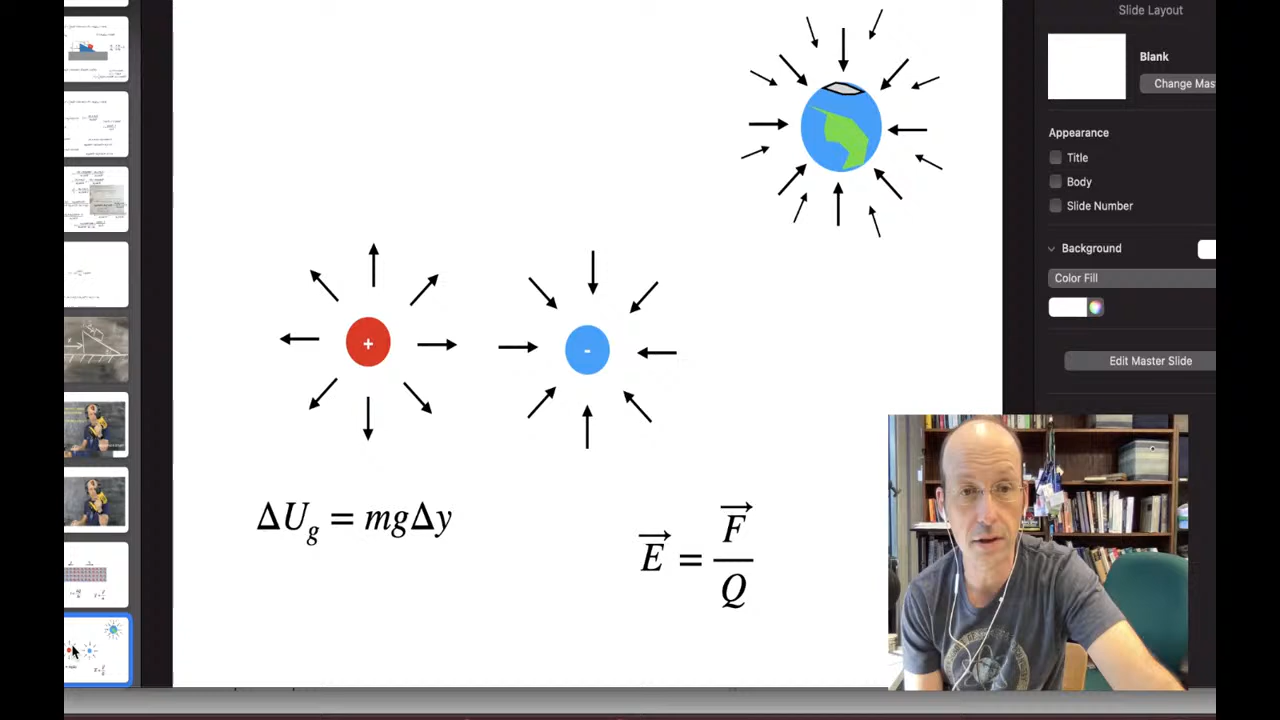 Slide Layout
Blank
Change Mas
Appearance
Title
Body
Slide Number
Background
Color Fill
Edit Master Slide
+
-
ΔU_g = mgΔy
E⃗ = F⃗/Q